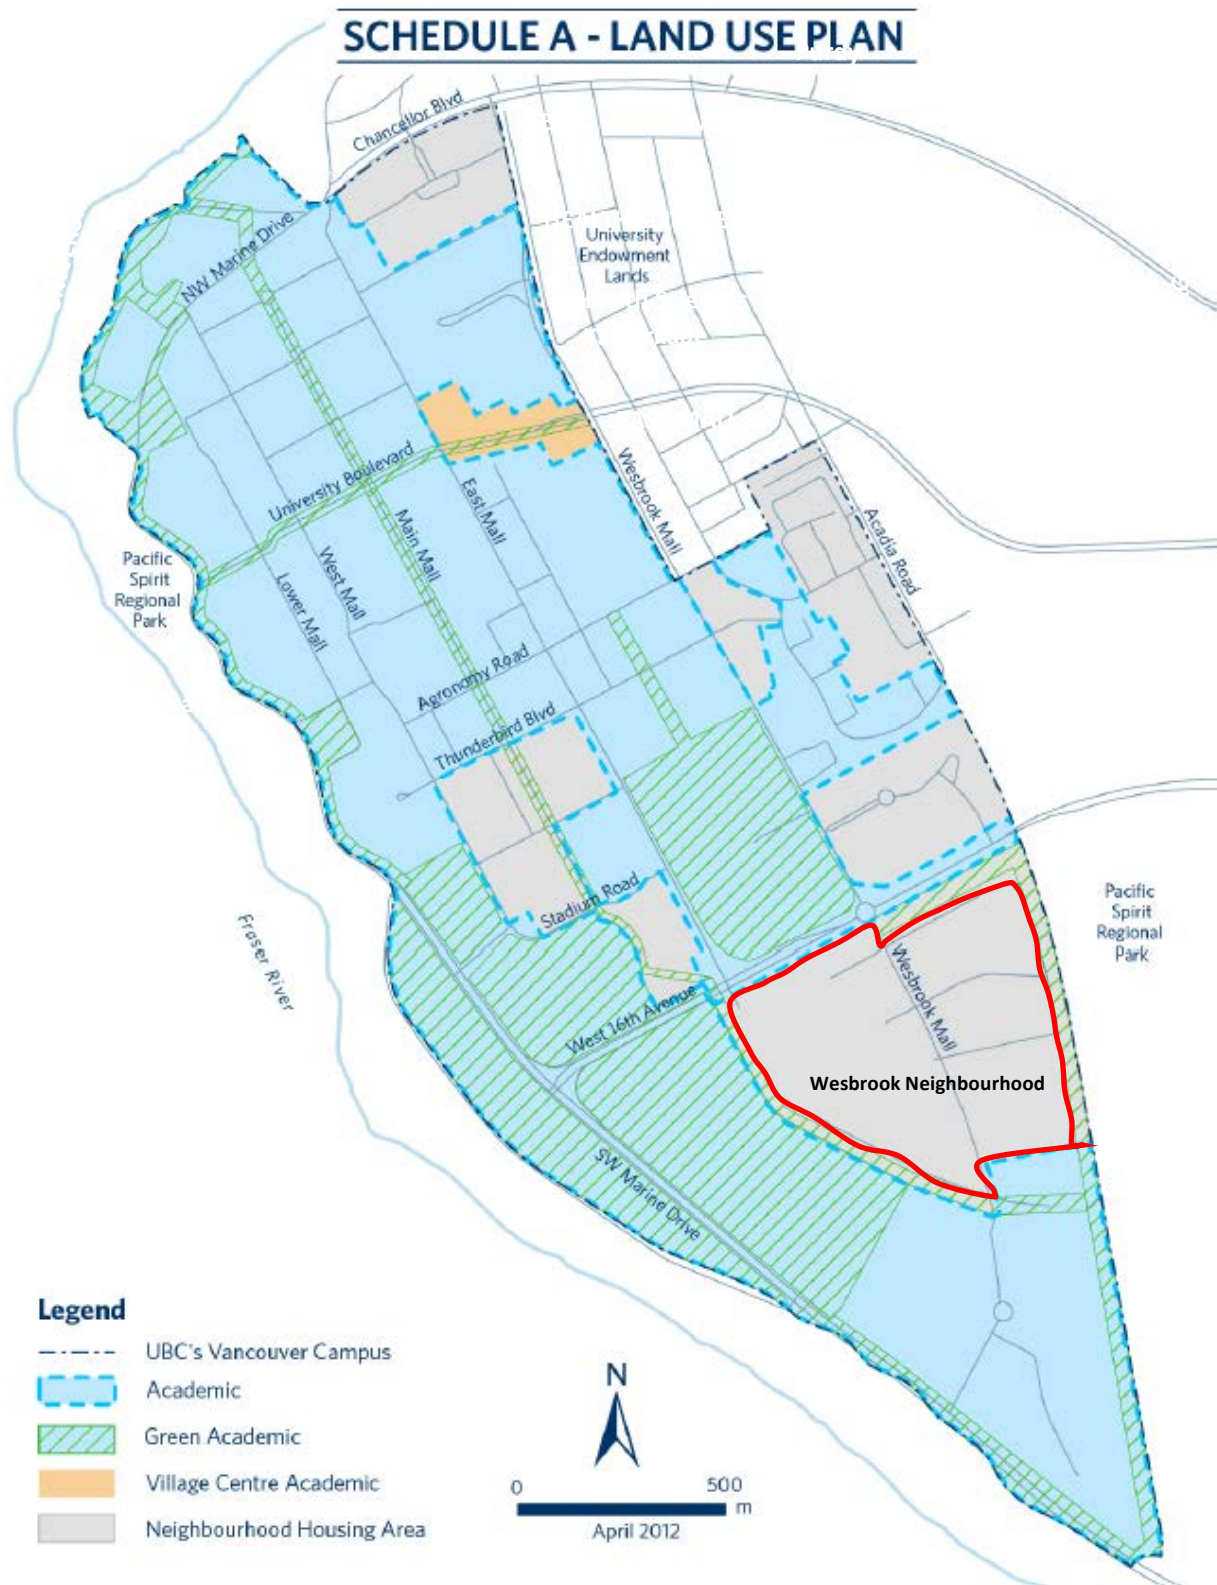 SCHEDULE A - LAND USE PLAN
Chancellor Blvd
University
Endowment
Lands
NW Marine Drive
University Boulevard
Wesbrook Mall
East Mall
Main Mall
West Mall
Lower Mall
Acadia Road
Pacific
Spirit
Regional
Park
Agronomy Road
Thunderbird Blvd
Stadium Road
Fraser River
West 16th Avenue
Wesbrook Mall
Pacific
Spirit
Regional
Park
Wesbrook Neighbourhood
SW Marine Drive
Legend
UBC's Vancouver Campus
Academic
Green Academic
Village Centre Academic
Neighbourhood Housing Area
N
0 500
m
April 2012